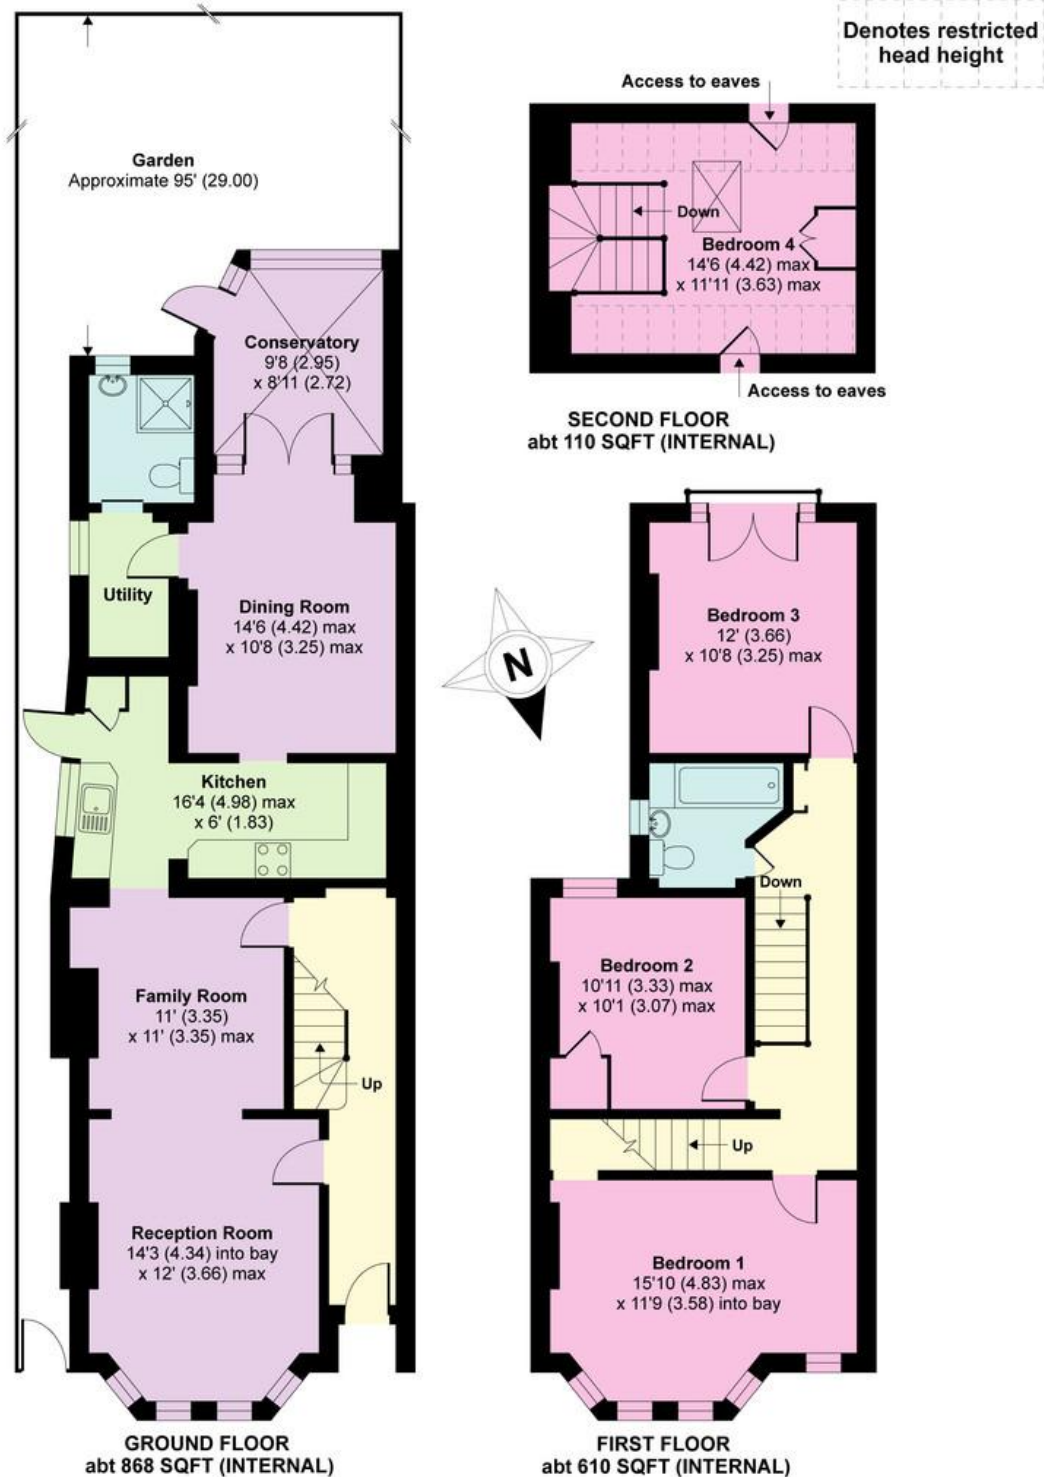 Denotes restricted
head height
Access to eaves
Garden
Approximate 95' (29.00)
Down
Bedroom 4
14'6 (4.42) max
x 11'11 (3.63) max
Access to eaves
SECOND FLOOR
abt 110 SQFT (INTERNAL)
Conservatory
9'8 (2.95)
x 8'11 (2.72)
Utility
Dining Room
14'6 (4.42) max
x 10'8 (3.25) max
N
Bedroom 3
12' (3.66)
x 10'8 (3.25) max
Kitchen
16'4 (4.98) max
x 6' (1.83)
Down
Family Room
11' (3.35)
x 11' (3.35) max
Up
Bedroom 2
10'11 (3.33) max
x 10'1 (3.07) max
Up
Reception Room
14'3 (4.34) into bay
x 12' (3.66) max
Bedroom 1
15'10 (4.83) max
x 11'9 (3.58) into bay
GROUND FLOOR
abt 868 SQFT (INTERNAL)
FIRST FLOOR
abt 610 SQFT (INTERNAL)